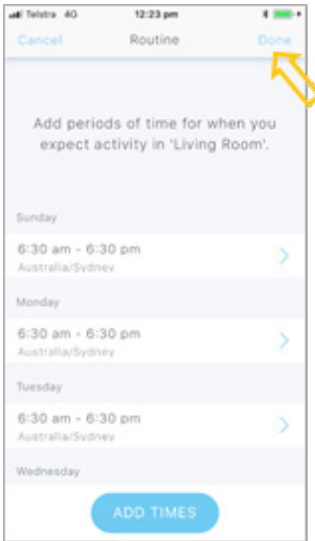 Telstra 4G 12:23 pm
Cancel Routine Done
Add periods of time for when you
expect activity in 'Living Room'.
Sunday
6:30 am - 6:30 pm
Australia/Sydney
Monday
6:30 am - 6:30 pm
Australia/Sydney
Tuesday
6:30 am - 6:30 pm
Australia/Sydney
Wednesday
ADD TIMES